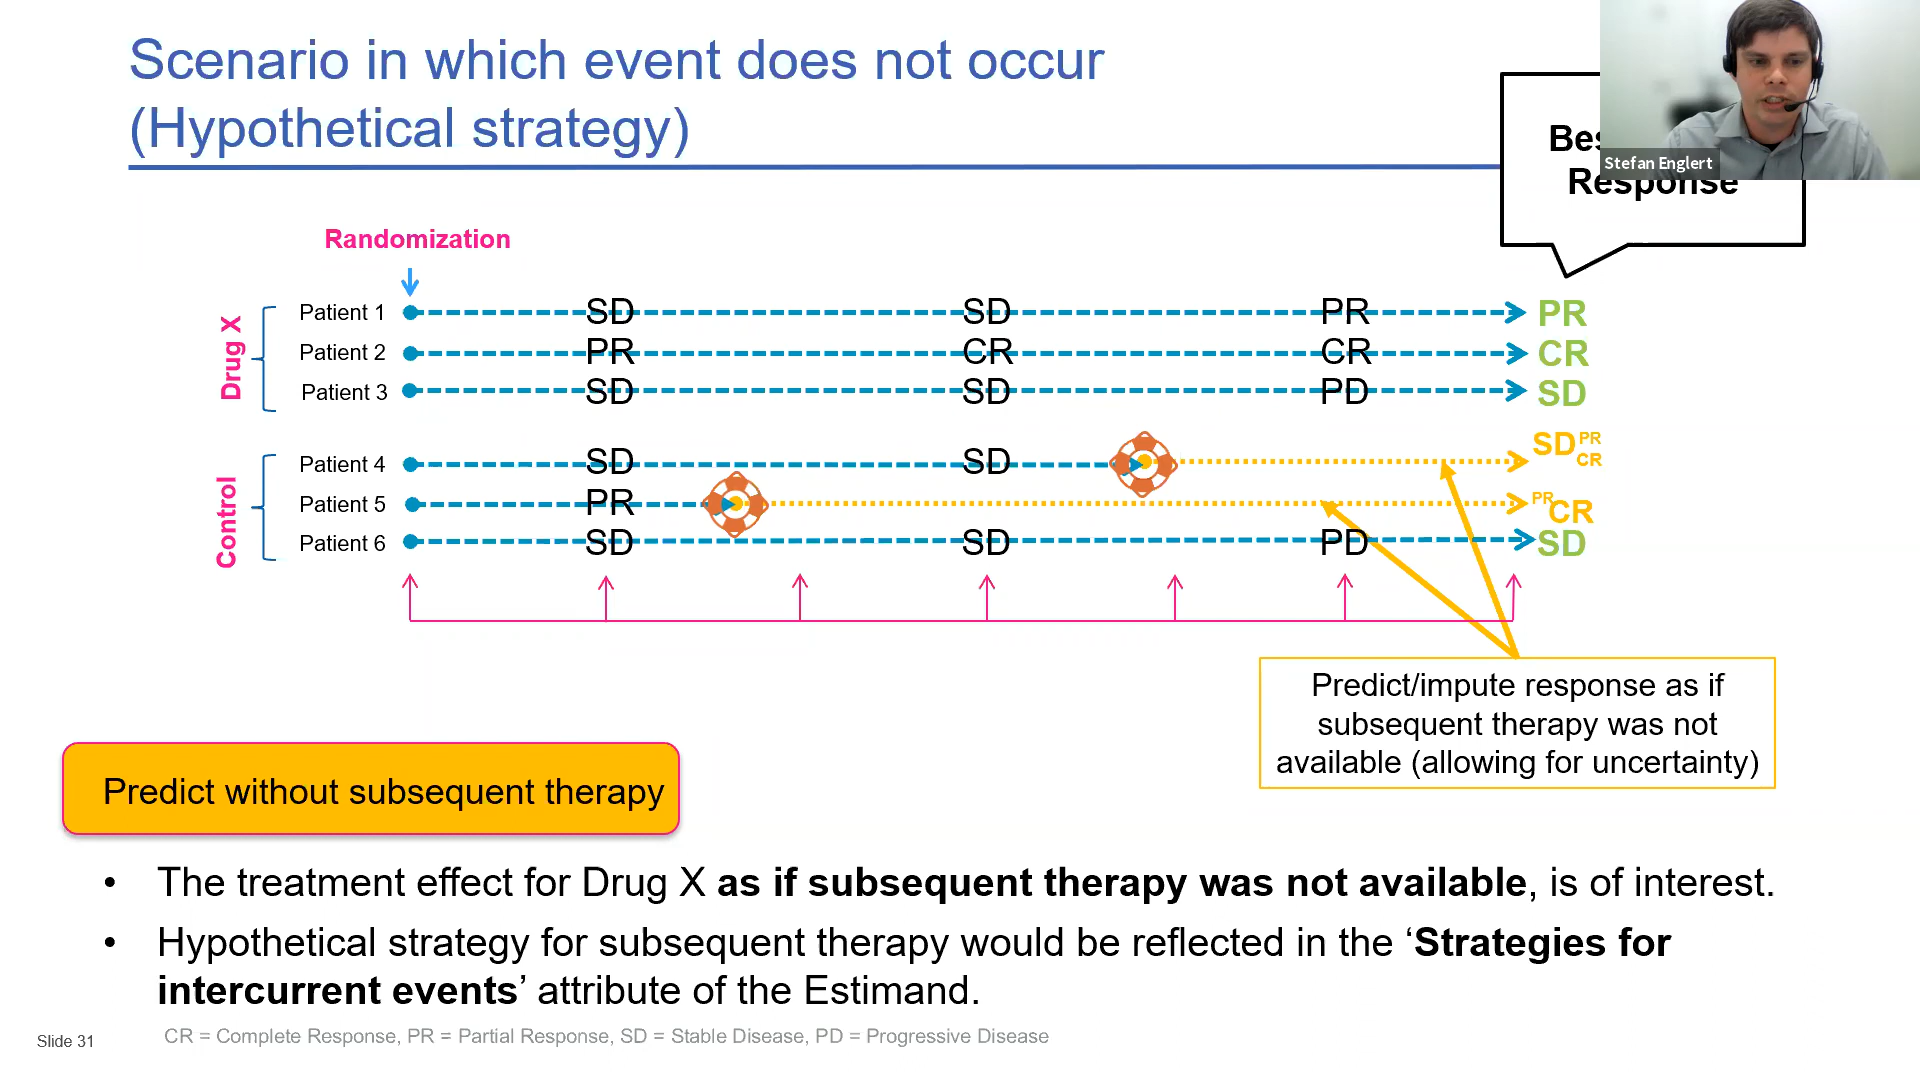 Scenario in which event does not occur
(Hypothetical strategy)
Response
Stefan Englert
Randomization
Drug X
Patient 1 SD SD PR PR
Patient 2 PR CR CR CR
Patient 3 SD SD PD SD
Control
Patient 4 SD SD SD PR CR
Patient 5 PR PR CR
Patient 6 SD SD PD SD
Predict/impute response as if
subsequent therapy was not
available (allowing for uncertainty)
Predict without subsequent therapy
• The treatment effect for Drug X as if subsequent therapy was not available, is of interest.
• Hypothetical strategy for subsequent therapy would be reflected in the ‘Strategies for
intercurrent events’ attribute of the Estimand.
Slide 31
CR = Complete Response, PR = Partial Response, SD = Stable Disease, PD = Progressive Disease